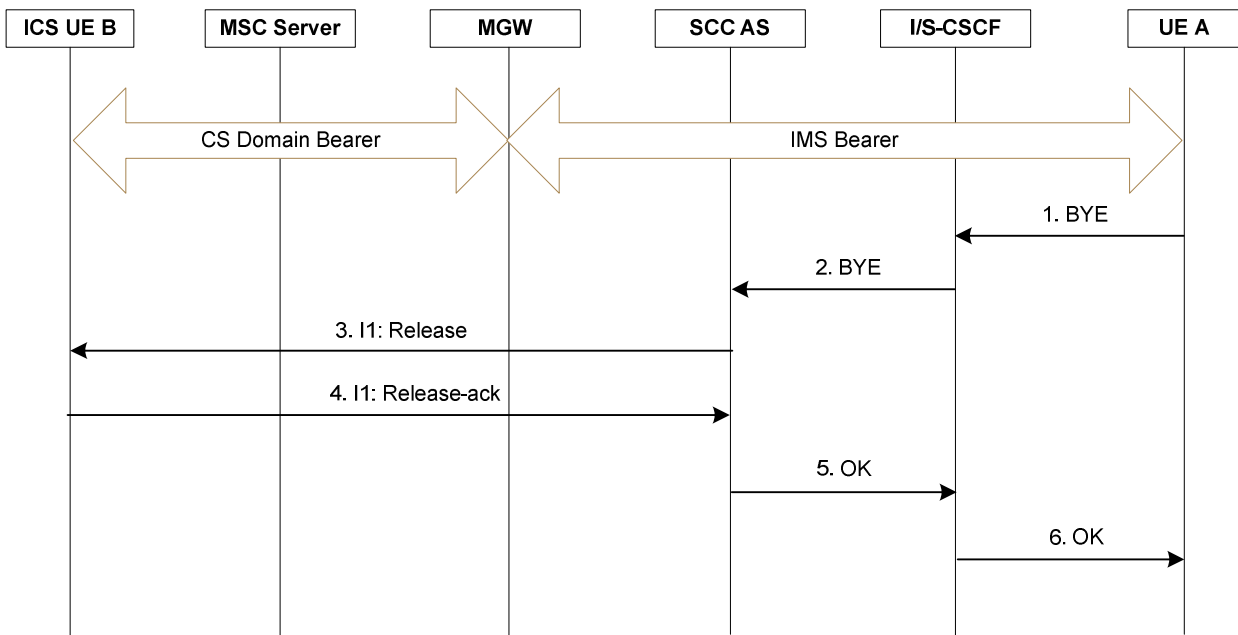 ICS UE B
MSC Server
MGW
SCC AS
I/S-CSCF
UE A
CS Domain Bearer
IMS Bearer
1. BYE
2. BYE
3. I1: Release
4. I1: Release-ack
5. OK
6. OK